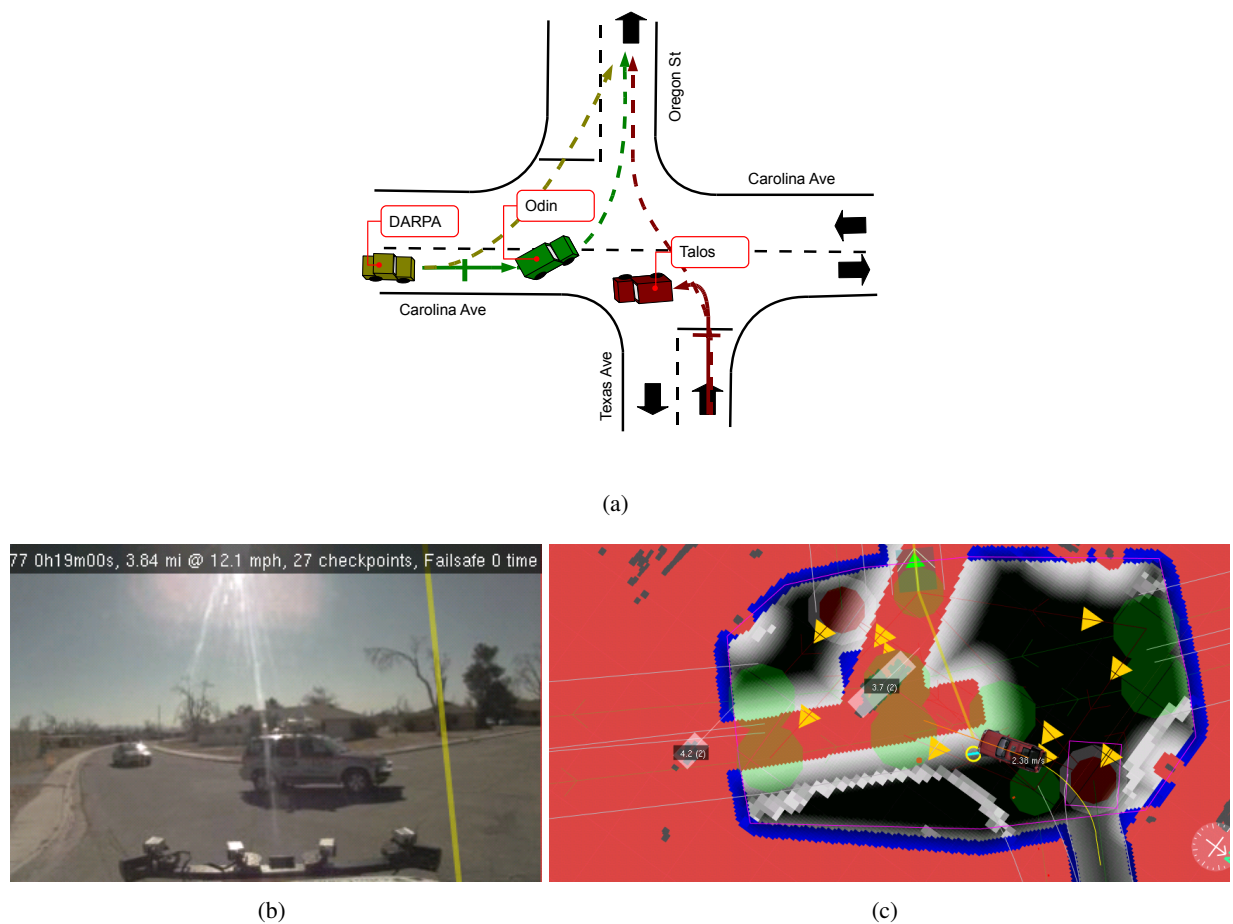 Oregon St
Carolina Ave
Odin
DARPA
Talos
Carolina Ave
Texas Ave
(a)
77 0h19m00s, 3.84 mi @ 12.1 mph, 27 checkpoints, Failsafe 0 time
3.7 (2)
4.2 (2)
2.38 m/s
(b)
(c)